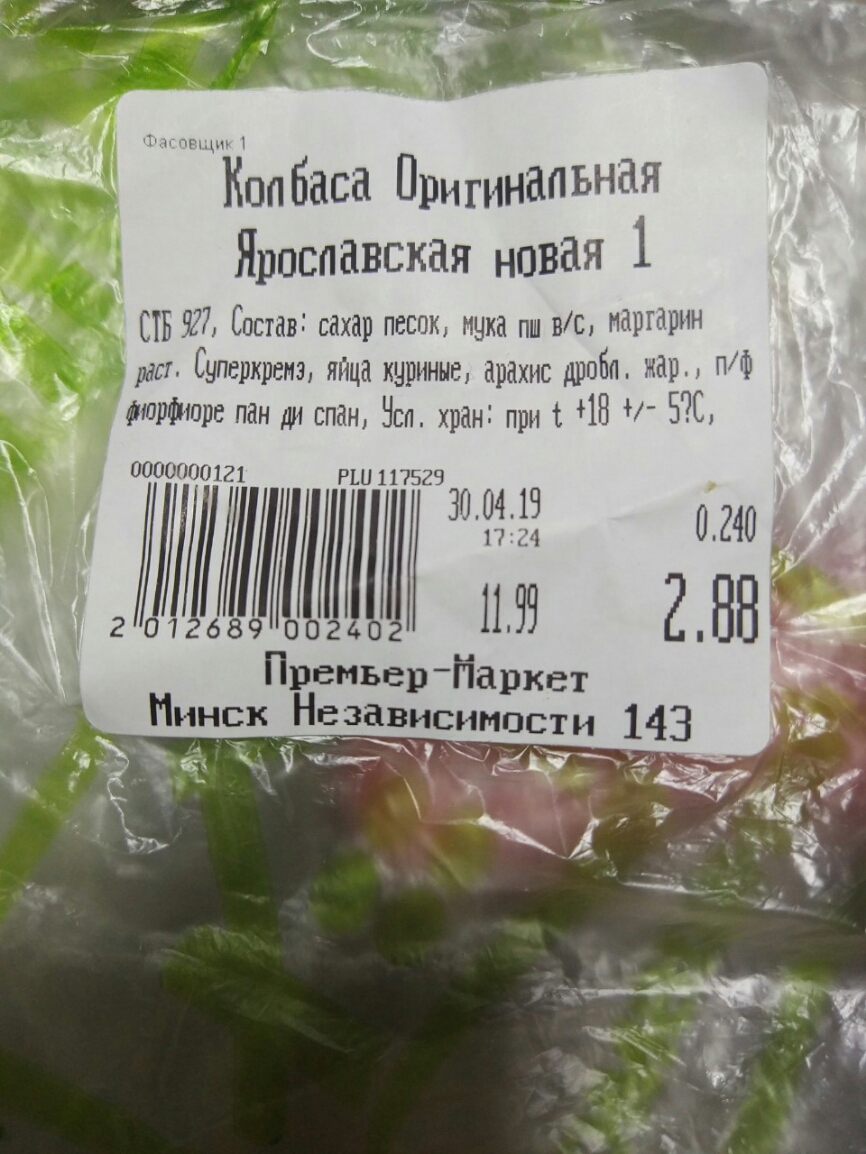 Фасовщик 1
Колбаса Оригинальная
Ярославская новая 1
СТБ 927, Состав: сахар песок, мука пш в/с, маргарин
раст. Суперкремэ, яйца куриные, арахис дробл. жар., п/ф
фиорфиоре пан ди спан, Усл. хран: при t +18 +/- 5?С,
0000000121 PLU 117529
30.04.19
17:24
0.240
11.99
2.88
2 012689 002402
Премьер-Маркет
Минск Независимости 143